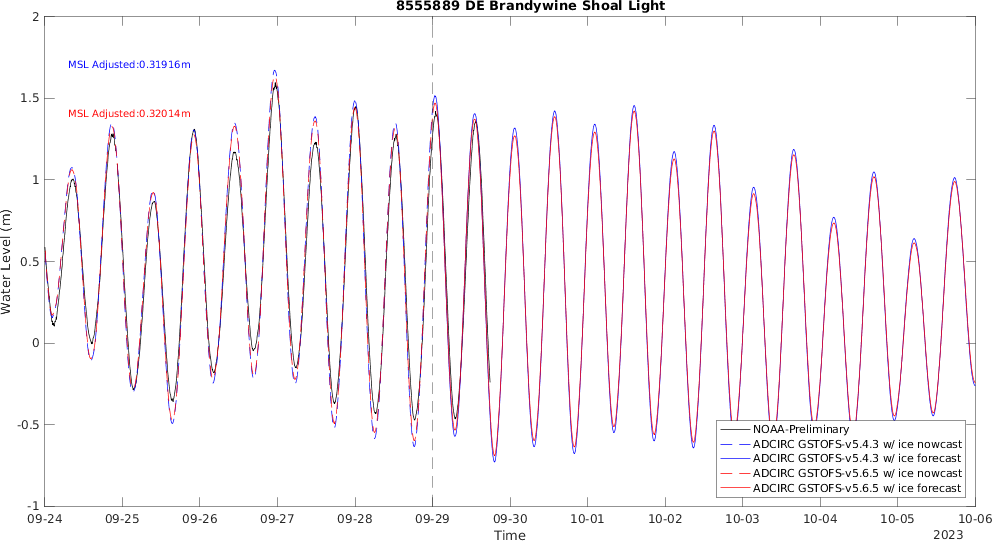 8555889 DE Brandywine Shoal Light
MSL Adjusted:0.31916m
MSL Adjusted:0.32014m
Water Level (m)
2
1.5
1
0.5
0
-0.5
-1
NOAA-Preliminary
ADCIRC GSTOFS-v5.4.3 w/ ice nowcast
ADCIRC GSTOFS-v5.4.3 w/ ice forecast
ADCIRC GSTOFS-v5.6.5 w/ ice nowcast
ADCIRC GSTOFS-v5.6.5 w/ ice forecast
09-24 09-25 09-26 09-27 09-28 09-29 09-30 10-01 10-02 10-03 10-04 10-05 10-06
Time
2023